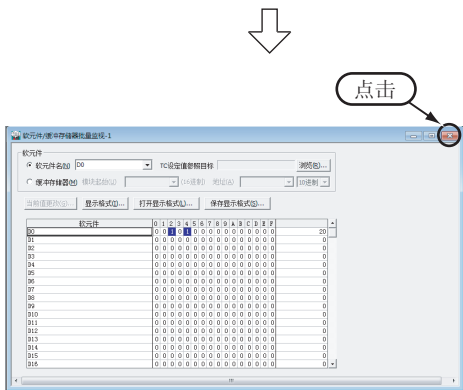 点击
软元件/缓冲存储器批量监视-1
软元件
软元件名(N) D0 TC设定值参照目标 浏览(B)...
缓冲存储器(M) 模块起始(U) (16进制) 地址(A) 10进制
当前值更改(G)... 显示格式(D)... 打开显示格式(L)... 保存显示格式(S)...
软元件 0 1 2 3 4 5 6 7 8 9 A B C D E F
D0 0 0 1 0 1 0 0 0 0 0 0 0 0 0 0 0 20
D1 0 0 0 0 0 0 0 0 0 0 0 0 0 0 0 0 0
D2 0 0 0 0 0 0 0 0 0 0 0 0 0 0 0 0 0
D3 0 0 0 0 0 0 0 0 0 0 0 0 0 0 0 0 0
D4 0 0 0 0 0 0 0 0 0 0 0 0 0 0 0 0 0
D5 0 0 0 0 0 0 0 0 0 0 0 0 0 0 0 0 0
D6 0 0 0 0 0 0 0 0 0 0 0 0 0 0 0 0 0
D7 0 0 0 0 0 0 0 0 0 0 0 0 0 0 0 0 0
D8 0 0 0 0 0 0 0 0 0 0 0 0 0 0 0 0 0
D9 0 0 0 0 0 0 0 0 0 0 0 0 0 0 0 0 0
D10 0 0 0 0 0 0 0 0 0 0 0 0 0 0 0 0 0
D11 0 0 0 0 0 0 0 0 0 0 0 0 0 0 0 0 0
D12 0 0 0 0 0 0 0 0 0 0 0 0 0 0 0 0 0
D13 0 0 0 0 0 0 0 0 0 0 0 0 0 0 0 0 0
D14 0 0 0 0 0 0 0 0 0 0 0 0 0 0 0 0 0
D15 0 0 0 0 0 0 0 0 0 0 0 0 0 0 0 0 0
D16 0 0 0 0 0 0 0 0 0 0 0 0 0 0 0 0 0